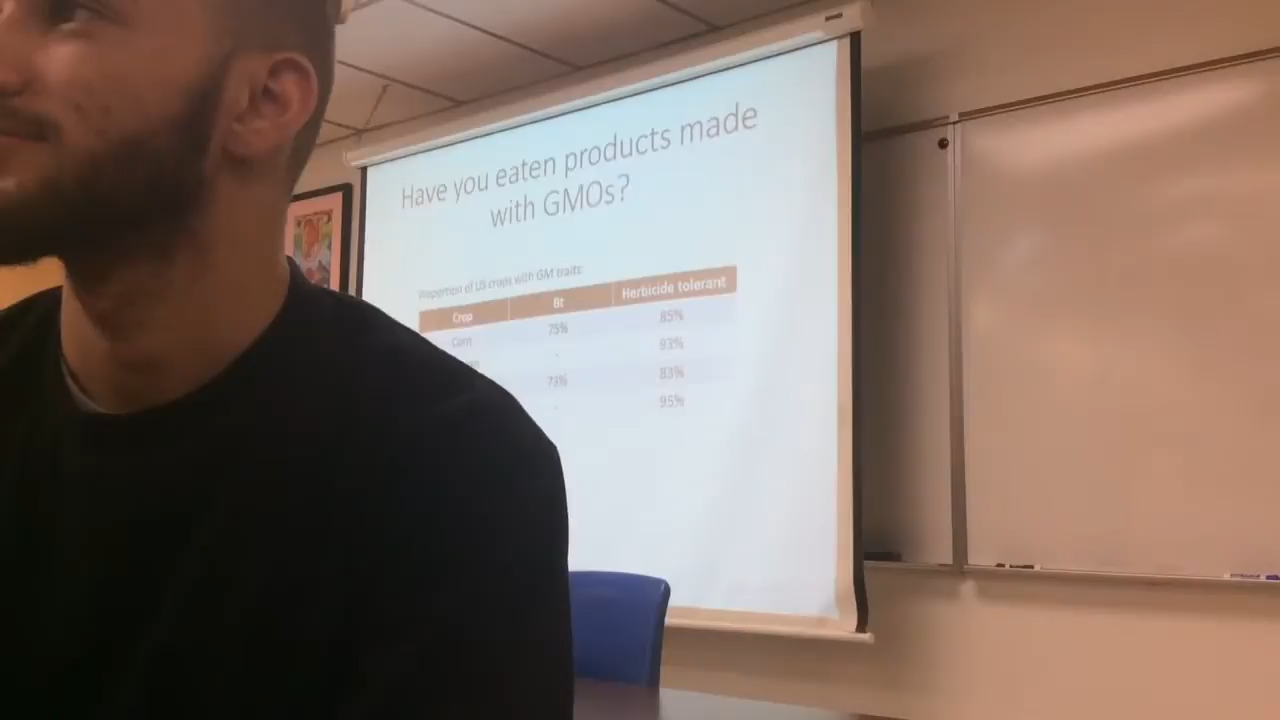 Have you eaten products made
with GMOs?
Proportion of US crops with GM traits
Crop Bt Herbicide tolerant
Corn 75% 85%
- 93%
73% 83%
- 95%